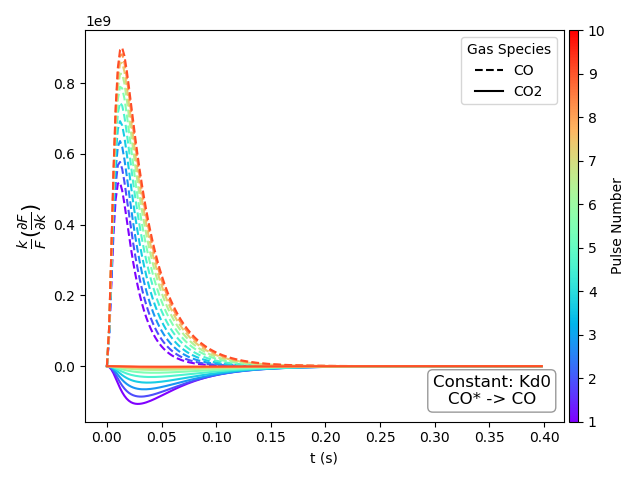 1e9
0.8
0.6
0.4
0.2
0.0
k/F (∂F/∂k)
0.00 0.05 0.10 0.15 0.20 0.25 0.30 0.35 0.40
t (s)
Gas Species
CO
CO2
Constant: Kd0
CO* -> CO
10
9
8
7
6
5
4
3
2
1
Pulse Number